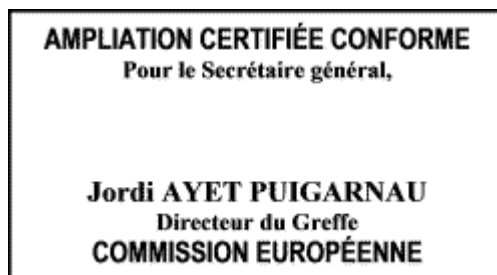 AMPLIATION CERTIFIÉE CONFORME
Pour le Secrétaire général,
Jordi AYET PUIGARNAU
Directeur du Greffe
COMMISSION EUROPÉENNE